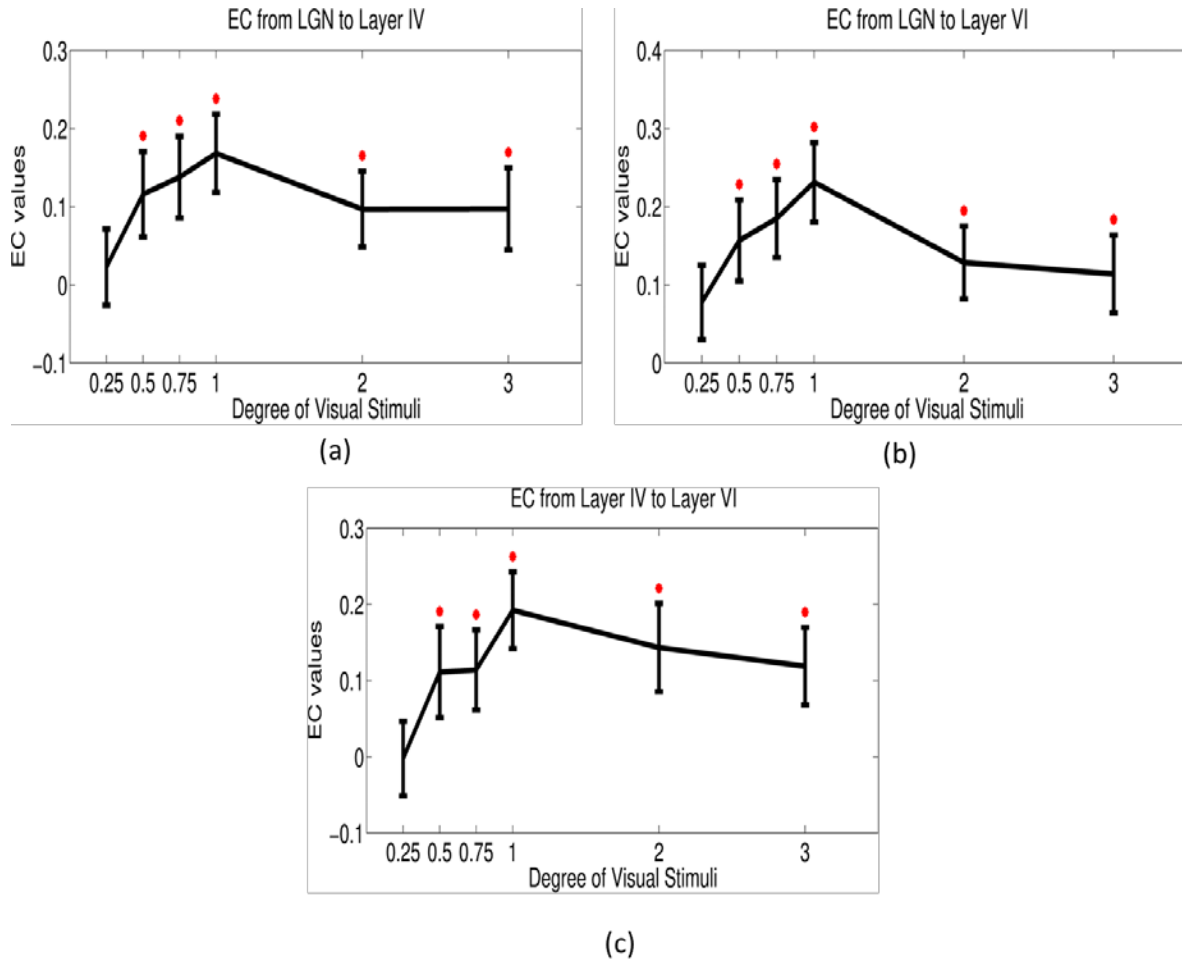 EC from LGN to Layer IV
0.3
0.2
0.1
0
−0.1
EC values
0.25 0.5 0.75 1 2 3
Degree of Visual Stimuli
(a)
EC from LGN to Layer VI
0.4
0.3
0.2
0.1
0
EC values
0.25 0.5 0.75 1 2 3
Degree of Visual Stimuli
(b)
EC from Layer IV to Layer VI
0.3
0.2
0.1
0
−0.1
EC values
0.25 0.5 0.75 1 2 3
Degree of Visual Stimuli
(c)